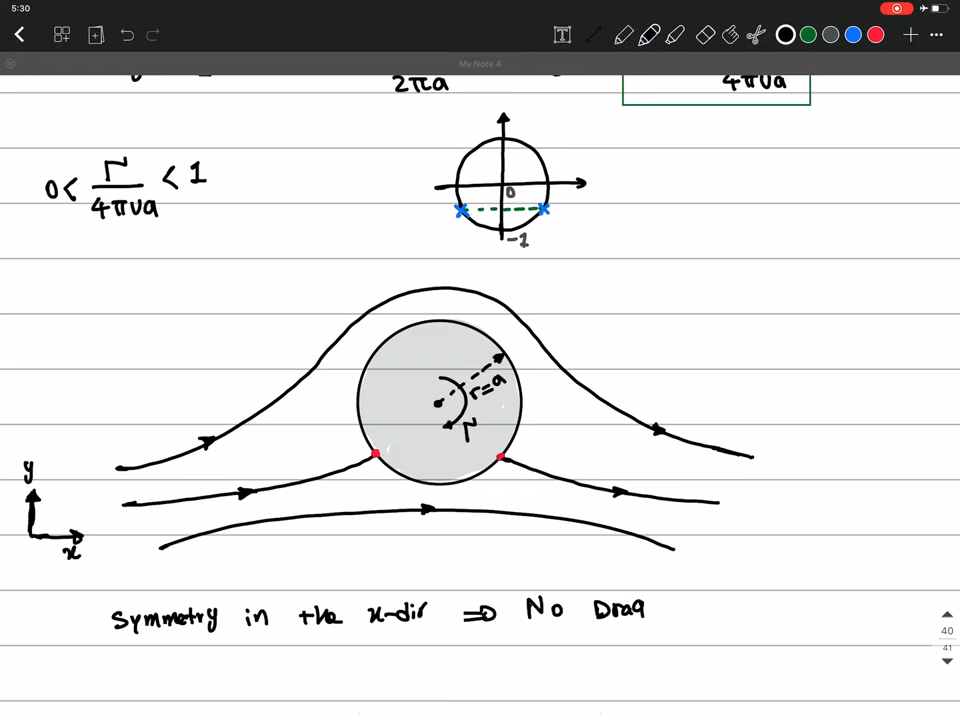 5:30
My Note 4
2πa
4πUa
0 < Γ / 4πUa < 1
0
-1
r=a
Γ
y
x
Symmetry in the x-dir ⇒ No Drag
40
41